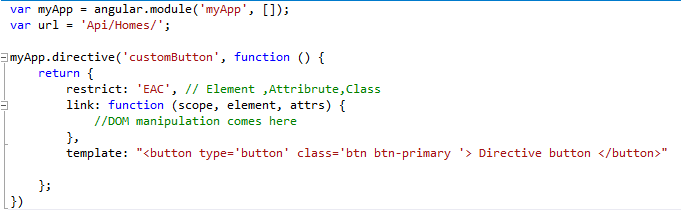 var myApp = angular.module('myApp', []);
var url = 'Api/Homes/';
myApp.directive('customButton', function () {
return {
restrict: 'EAC', // Element ,Attribrute,Class
link: function (scope, element, attrs) {
//DOM manipulation comes here
},
template: "<button type='button' class='btn btn-primary '> Directive button </button>"
};
})